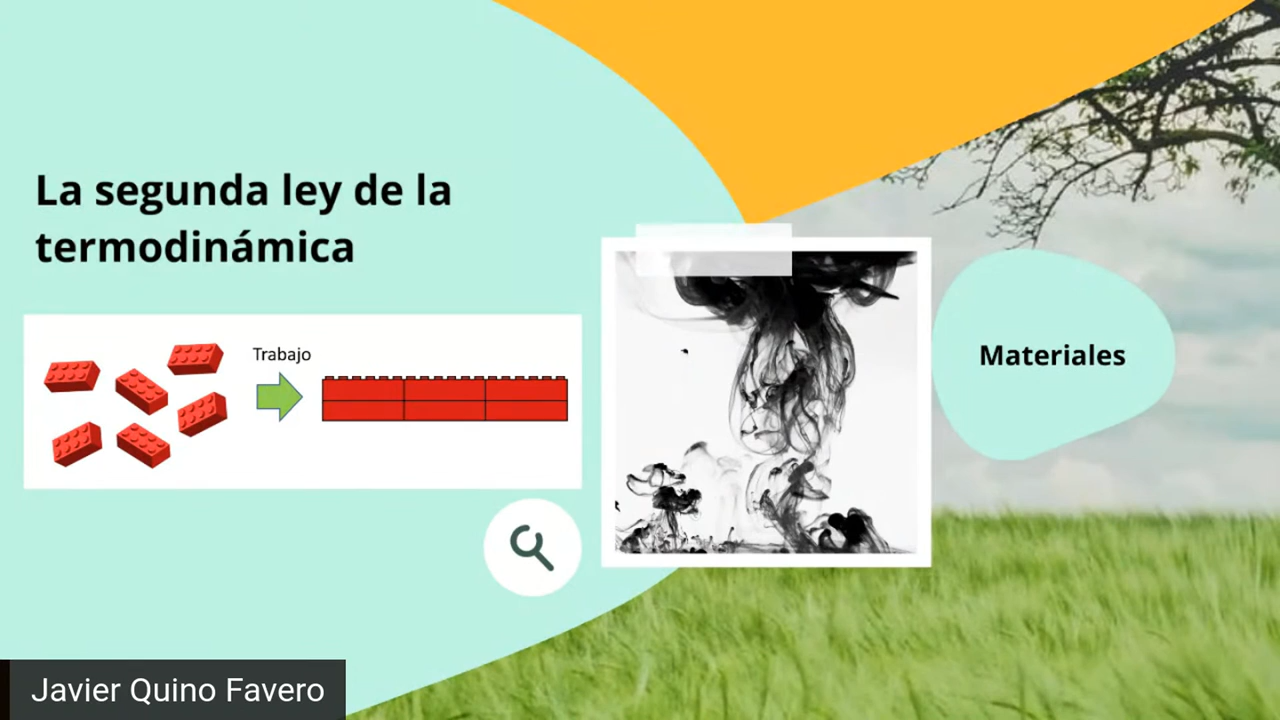 La segunda ley de la
termodinámica
Trabajo
Materiales
Javier Quino Favero